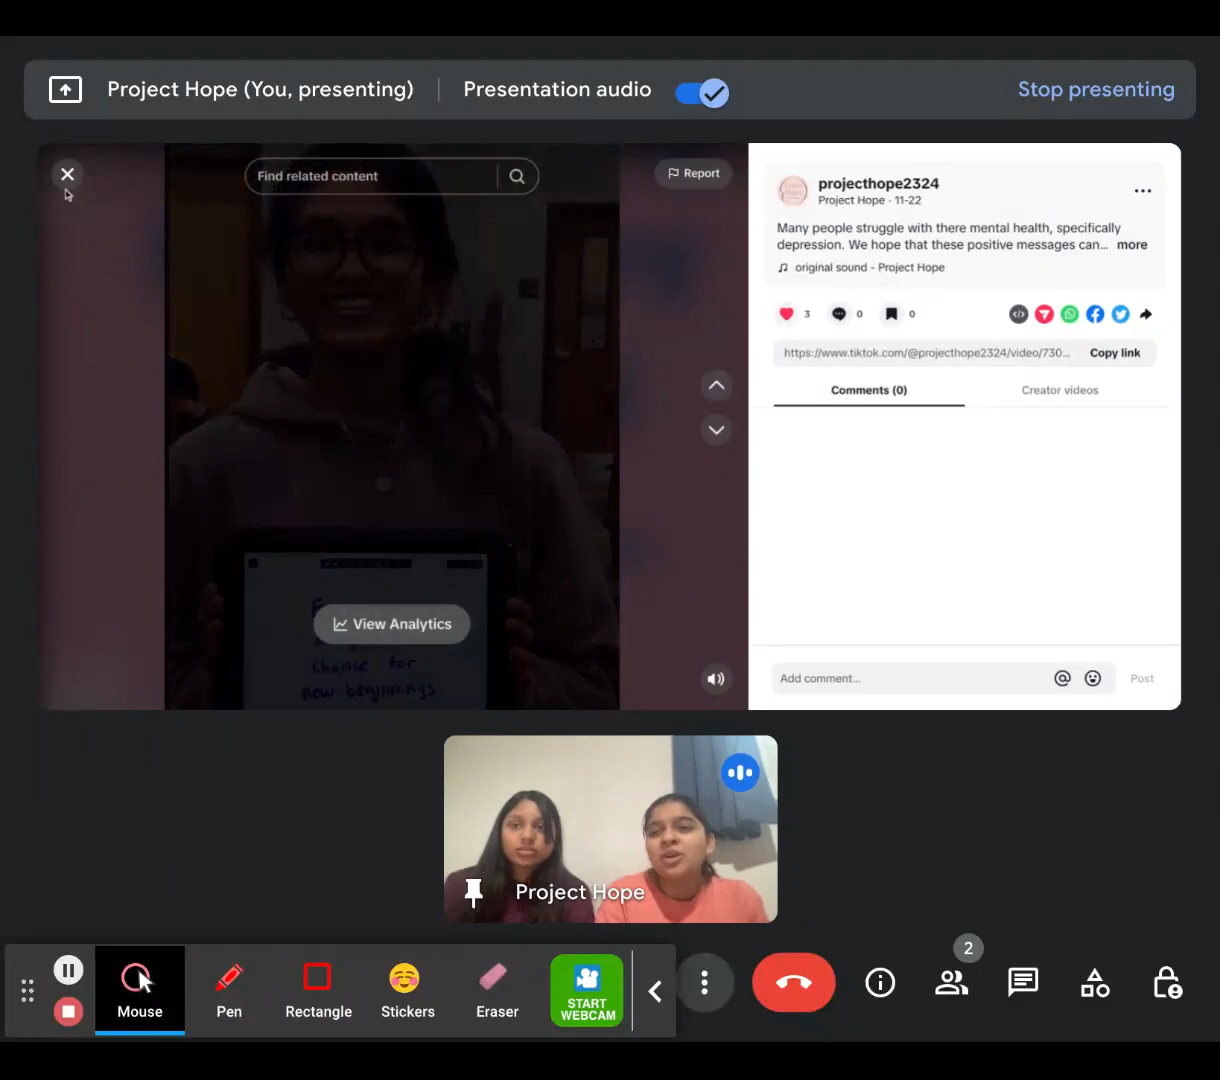 Project Hope (You, presenting)
Presentation audio
Stop presenting
Find related content
Report
projecthope2324
Project Hope · 11-22
Many people struggle with there mental health, specifically
depression. We hope that these positive messages can... more
original sound - Project Hope
3
0
0
https://www.tiktok.com/@projecthope2324/video/730... Copy link
Comments (0)
Creator videos
View Analytics
chance for
new beginnings
Add comment...
Post
Project Hope
2
Mouse
Pen
Rectangle
Stickers
Eraser
START
WEBCAM